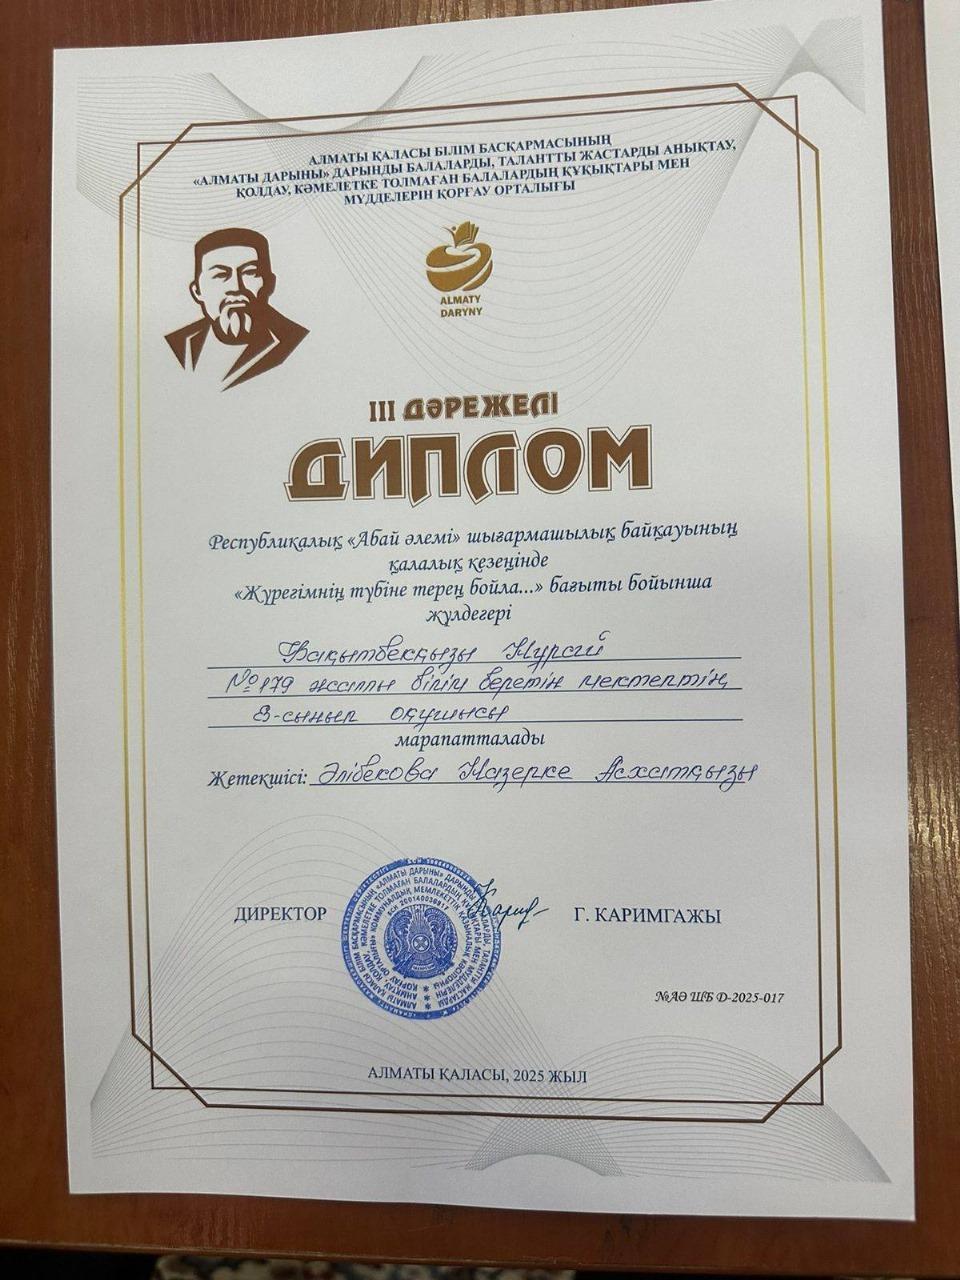 АЛМАТЫ ҚАЛАСЫ БІЛІМ БАСҚАРМАСЫНЫҢ
«АЛМАТЫ ДАРЫНЫ» ДАРЫНДЫ БАЛАЛАРДЫ, ТАЛАНТТЫ ЖАСТАРДЫ АНЫҚТАУ,
ҚОЛДАУ, КӘМЕЛЕТКЕ ТОЛМАҒАН БАЛАЛАРДЫҢ ҚҰҚЫҚТАРЫ МЕН
МҮДДЕЛЕРІН ҚОРҒАУ ОРТАЛЫҒЫ
ALMATY
DARYNY
III ДӘРЕЖЕЛІ
ДИПЛОМ
Республикалық «Абай әлемі» шығармашылық байқауының
қалалық кезеңінде
«Жүрегімнің түбіне терең бойла...» бағыты бойынша
жүлдегері
Бақытбекқызы Нұрай
№179 жалпы білім беретін мектептің
8-сынып оқушысы
марапатталады
Жетекшісі: Әлібекова Назерке Асхатқызы
ДИРЕКТОР
Г. КАРИМГАЖЫ
№АӘ ШБ D-2025-017
АЛМАТЫ ҚАЛАСЫ, 2025 ЖЫЛ